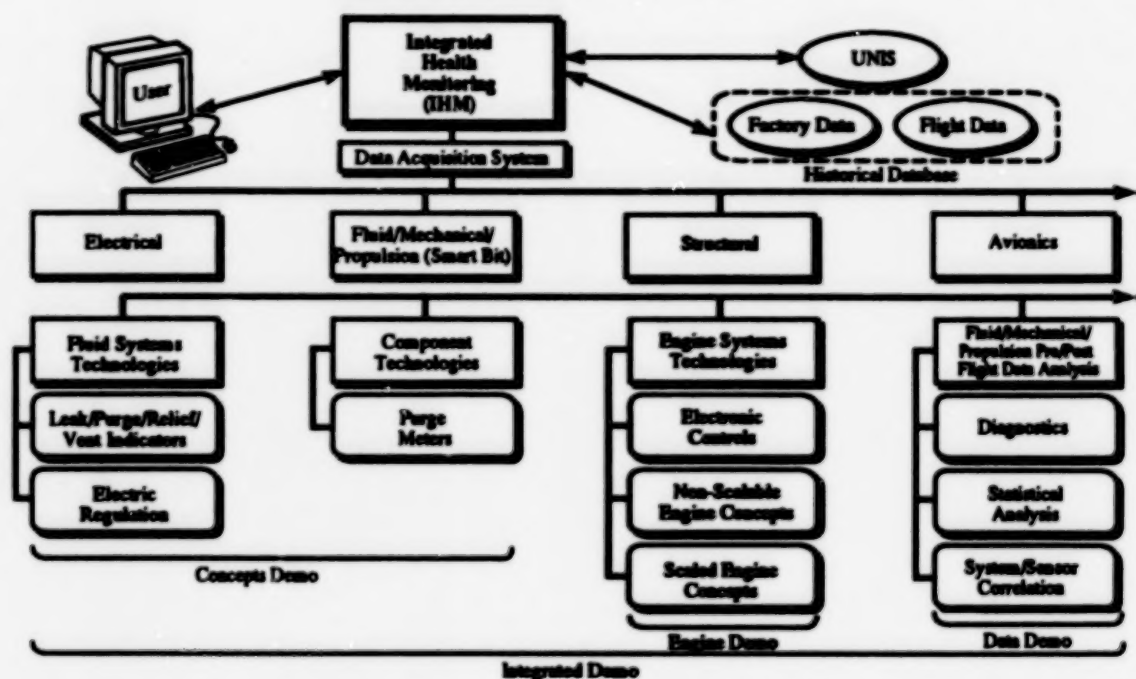 User
Integrated
Health
Monitoring
(IHM)
UNIS
Factory Data
Flight Data
Historical Database
Data Acquisition System
Electrical
Fluid/Mechanical/
Propulsion (Smart Bit)
Structural
Avionics
Fluid Systems
Technologies
Component
Technologies
Engine Systems
Technologies
Fluid/Mechanical/
Propulsion Pre/Post
Flight Data Analysis
Leak/Purge/Relief/
Vent Indicators
Purge
Meters
Electronic
Controls
Diagnostics
Electric
Regulation
Non-Scalable
Engine Concepts
Statistical
Analysis
Scaled Engine
Concepts
System/Sensor
Correlation
Concepts Demo
Engine Demo
Data Demo
Integrated Demo